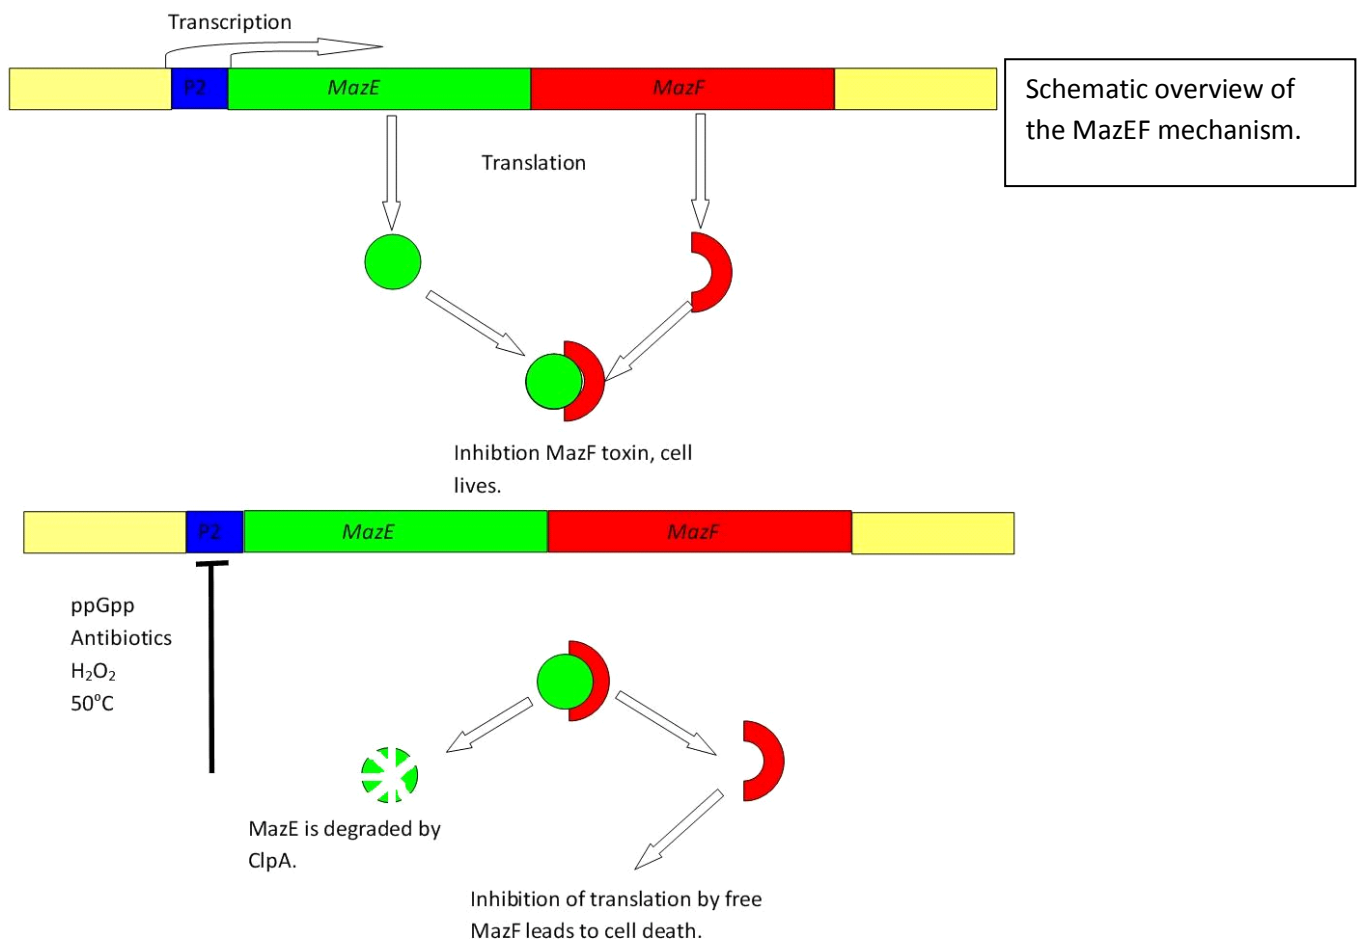 Transcription
P2
MazE
MazF
Schematic overview of
the MazEF mechanism.
Translation
Inhibtion MazF toxin, cell
lives.
P2
MazE
MazF
ppGpp
Antibiotics
H₂O₂
50°C
MazE is degraded by
ClpA.
Inhibition of translation by free
MazF leads to cell death.